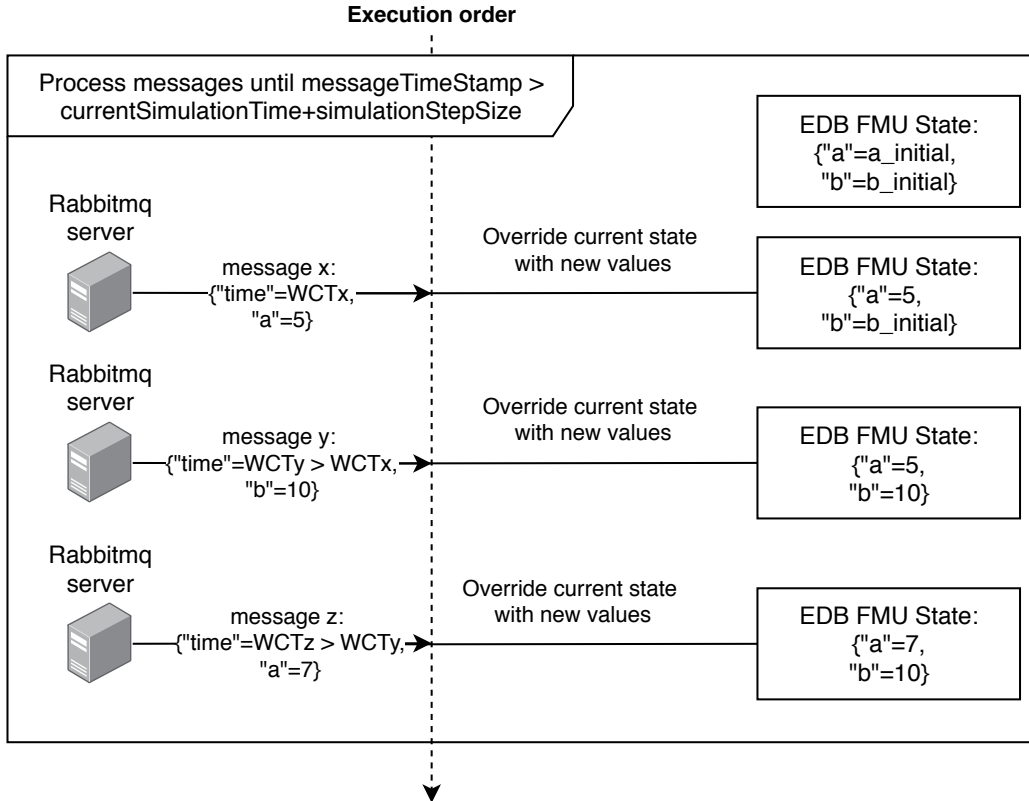 Execution order
Process messages until messageTimeStamp >
currentSimulationTime+simulationStepSize
EDB FMU State:
{"a"=a_initial,
"b"=b_initial}
Rabbitmq
server
message x:
{"time"=WCTx,
"a"=5}
Override current state
with new values
EDB FMU State:
{"a"=5,
"b"=b_initial}
Rabbitmq
server
message y:
{"time"=WCTy > WCTx,
"b"=10}
Override current state
with new values
EDB FMU State:
{"a"=5,
"b"=10}
Rabbitmq
server
message z:
{"time"=WCTz > WCTy,
"a"=7}
Override current state
with new values
EDB FMU State:
{"a"=7,
"b"=10}